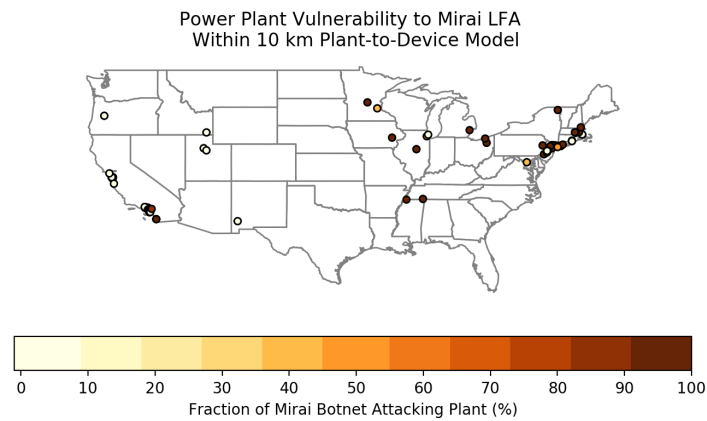 Power Plant Vulnerability to Mirai LFA
Within 10 km Plant-to-Device Model
0 10 20 30 40 50 60 70 80 90 100
Fraction of Mirai Botnet Attacking Plant (%)